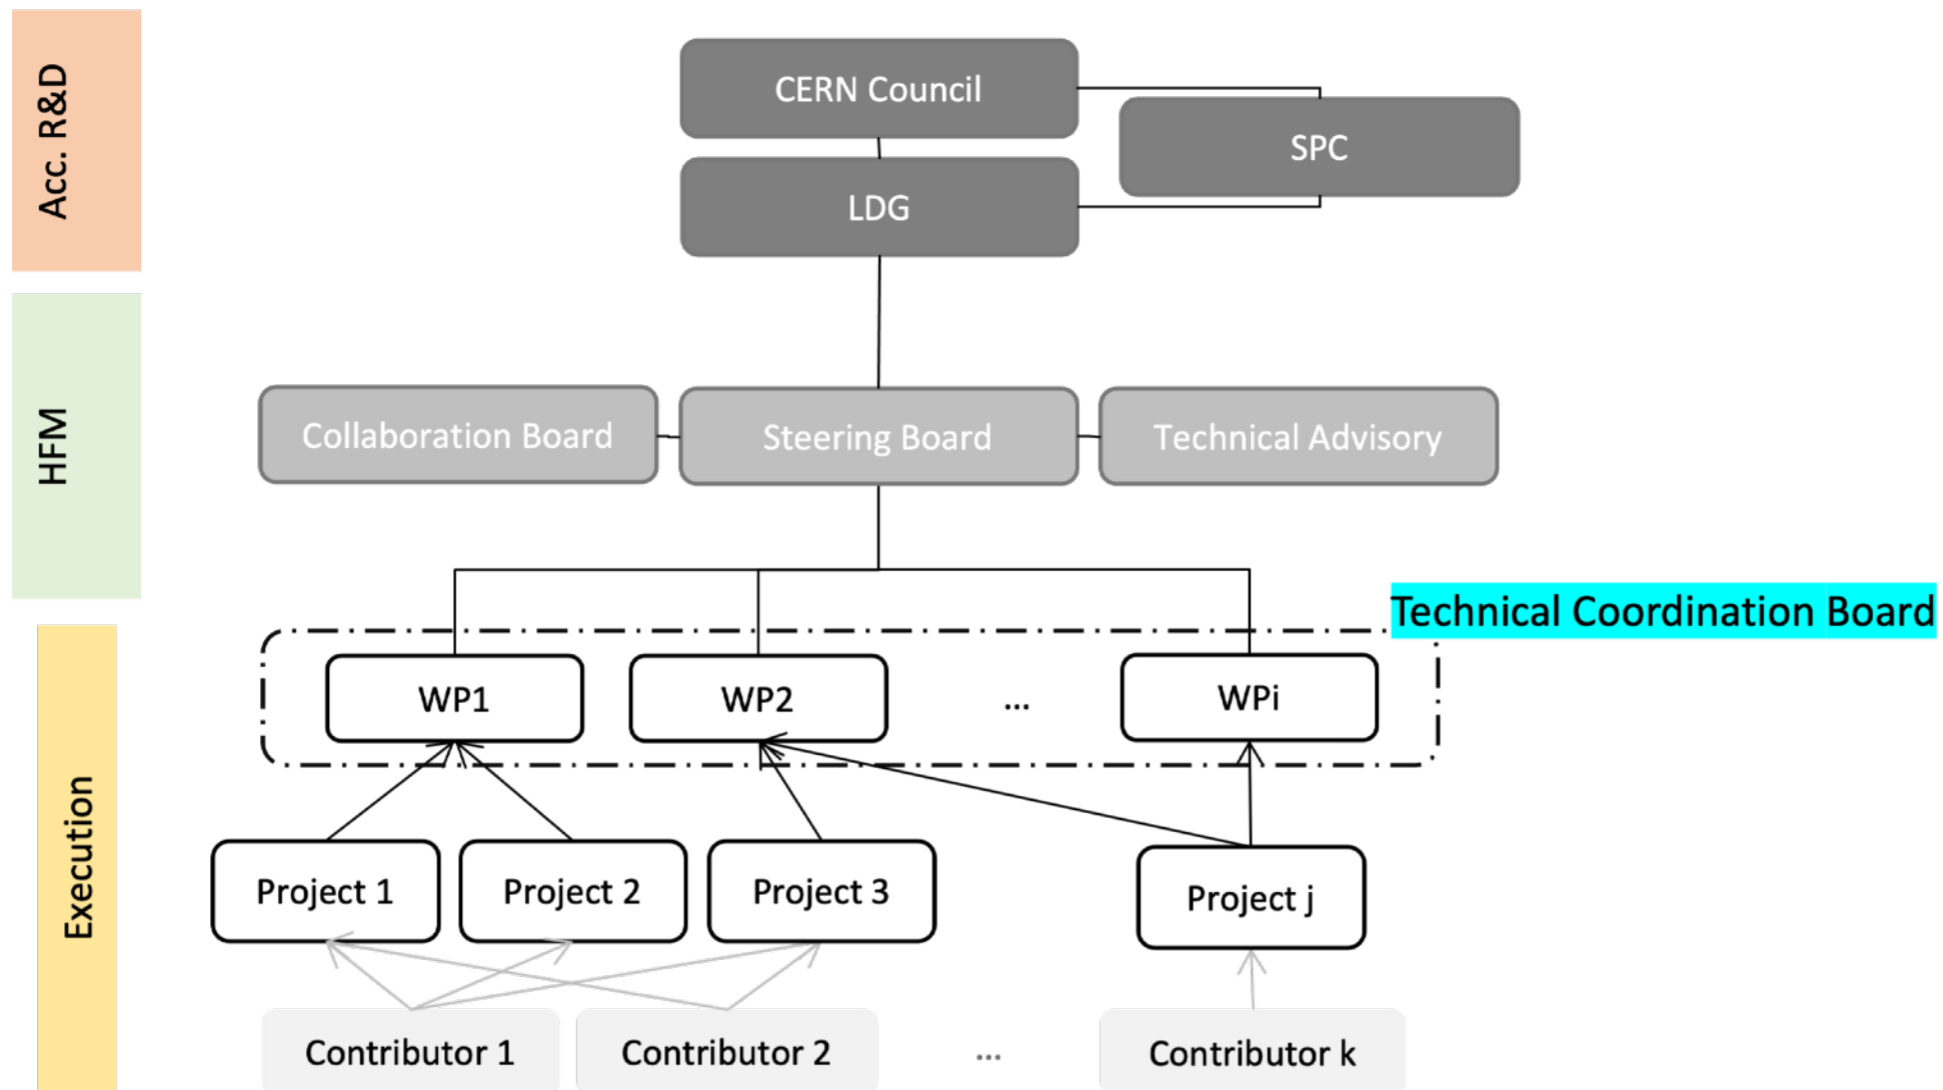 Acc. R&D
CERN Council
SPC
LDG
HFM
Collaboration Board
Steering Board
Technical Advisory
Technical Coordination Board
Execution
WP1
WP2
...
WPi
Project 1
Project 2
Project 3
Project j
Contributor 1
Contributor 2
...
Contributor k